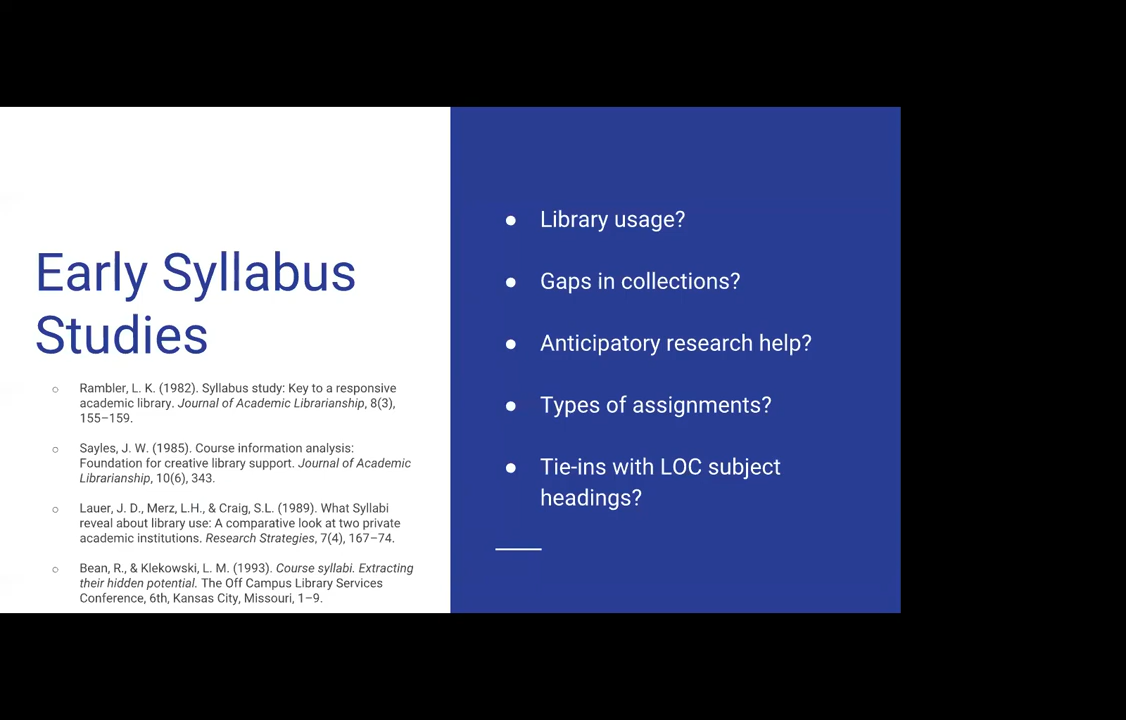 Early Syllabus
Studies
○ Rambler, L. K. (1982). Syllabus study: Key to a responsive
academic library. Journal of Academic Librarianship, 8(3),
155–159.
○ Sayles, J. W. (1985). Course information analysis:
Foundation for creative library support. Journal of Academic
Librarianship, 10(6), 343.
○ Lauer, J. D., Merz, L.H., & Craig, S.L. (1989). What Syllabi
reveal about library use: A comparative look at two private
academic institutions. Research Strategies, 7(4), 167–74.
○ Bean, R., & Klekowski, L. M. (1993). Course syllabi. Extracting
their hidden potential. The Off Campus Library Services
Conference, 6th, Kansas City, Missouri, 1–9.
● Library usage?
● Gaps in collections?
● Anticipatory research help?
● Types of assignments?
● Tie-ins with LOC subject
headings?